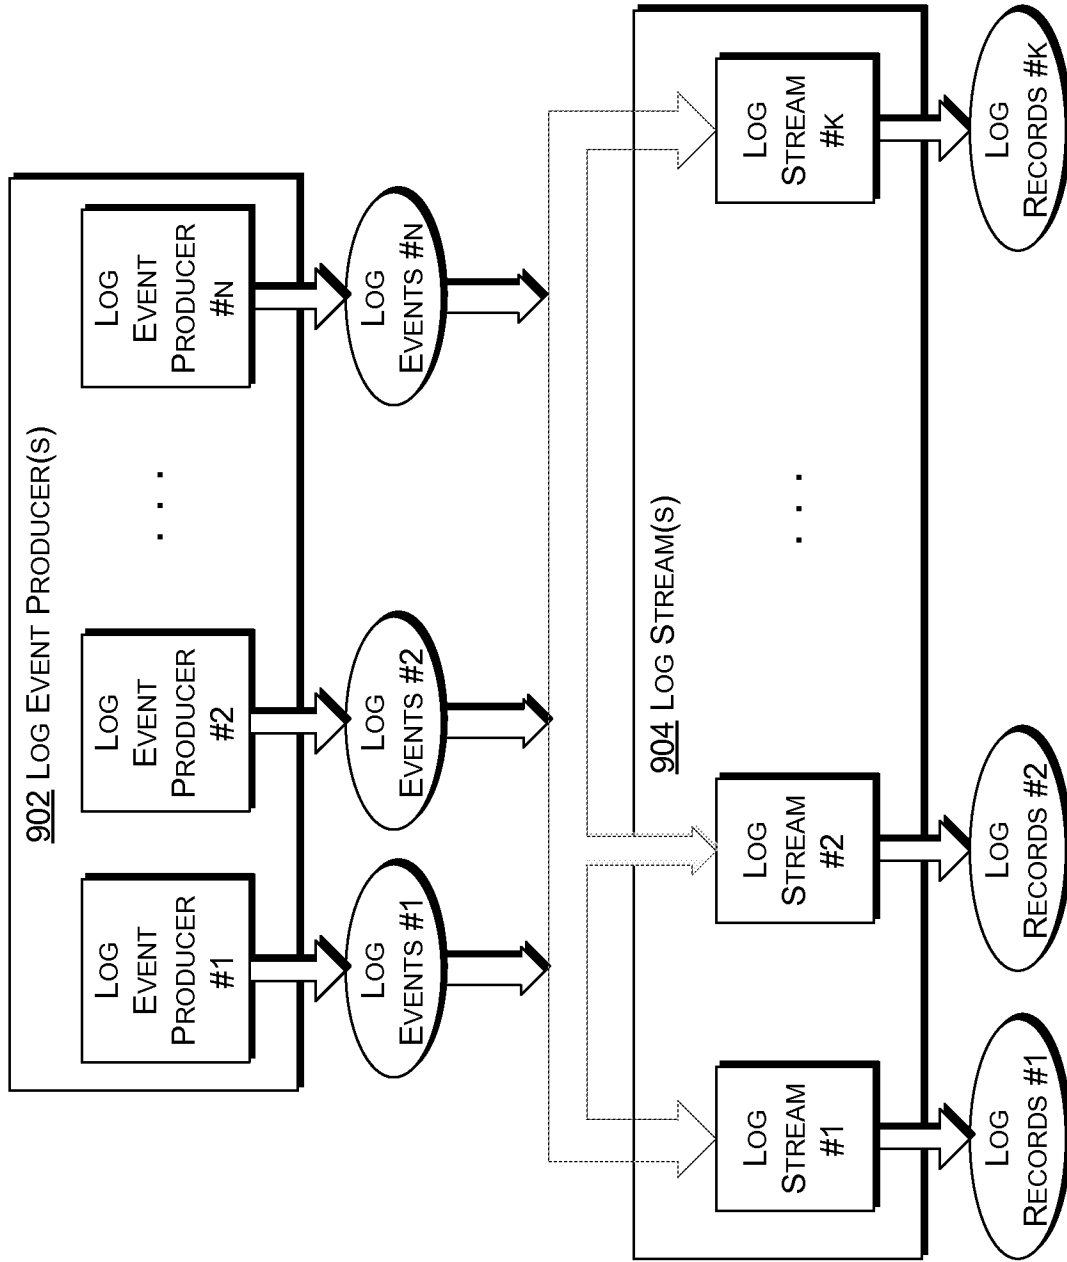 902 LOG EVENT PRODUCER(S)
LOG
EVENT
PRODUCER
#1
LOG
EVENT
PRODUCER
#2
. . .
LOG
EVENT
PRODUCER
#N
LOG
EVENTS #1
LOG
EVENTS #2
LOG
EVENTS #N
904 LOG STREAM(S)
LOG
STREAM
#1
LOG
STREAM
#2
. . .
LOG
STREAM
#K
LOG
RECORDS #1
LOG
RECORDS #2
LOG
RECORDS #K